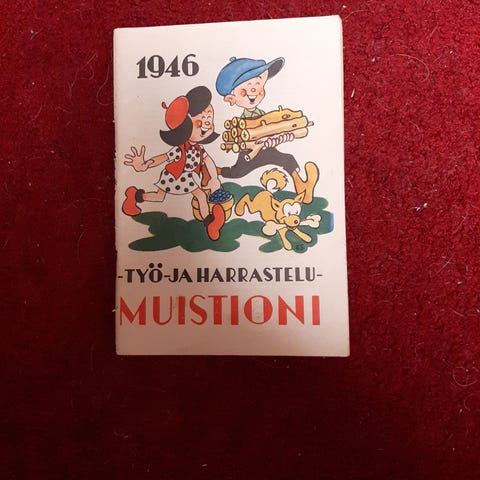 1946
-TYÖ-JA HARRASTELU-
MUISTIONI